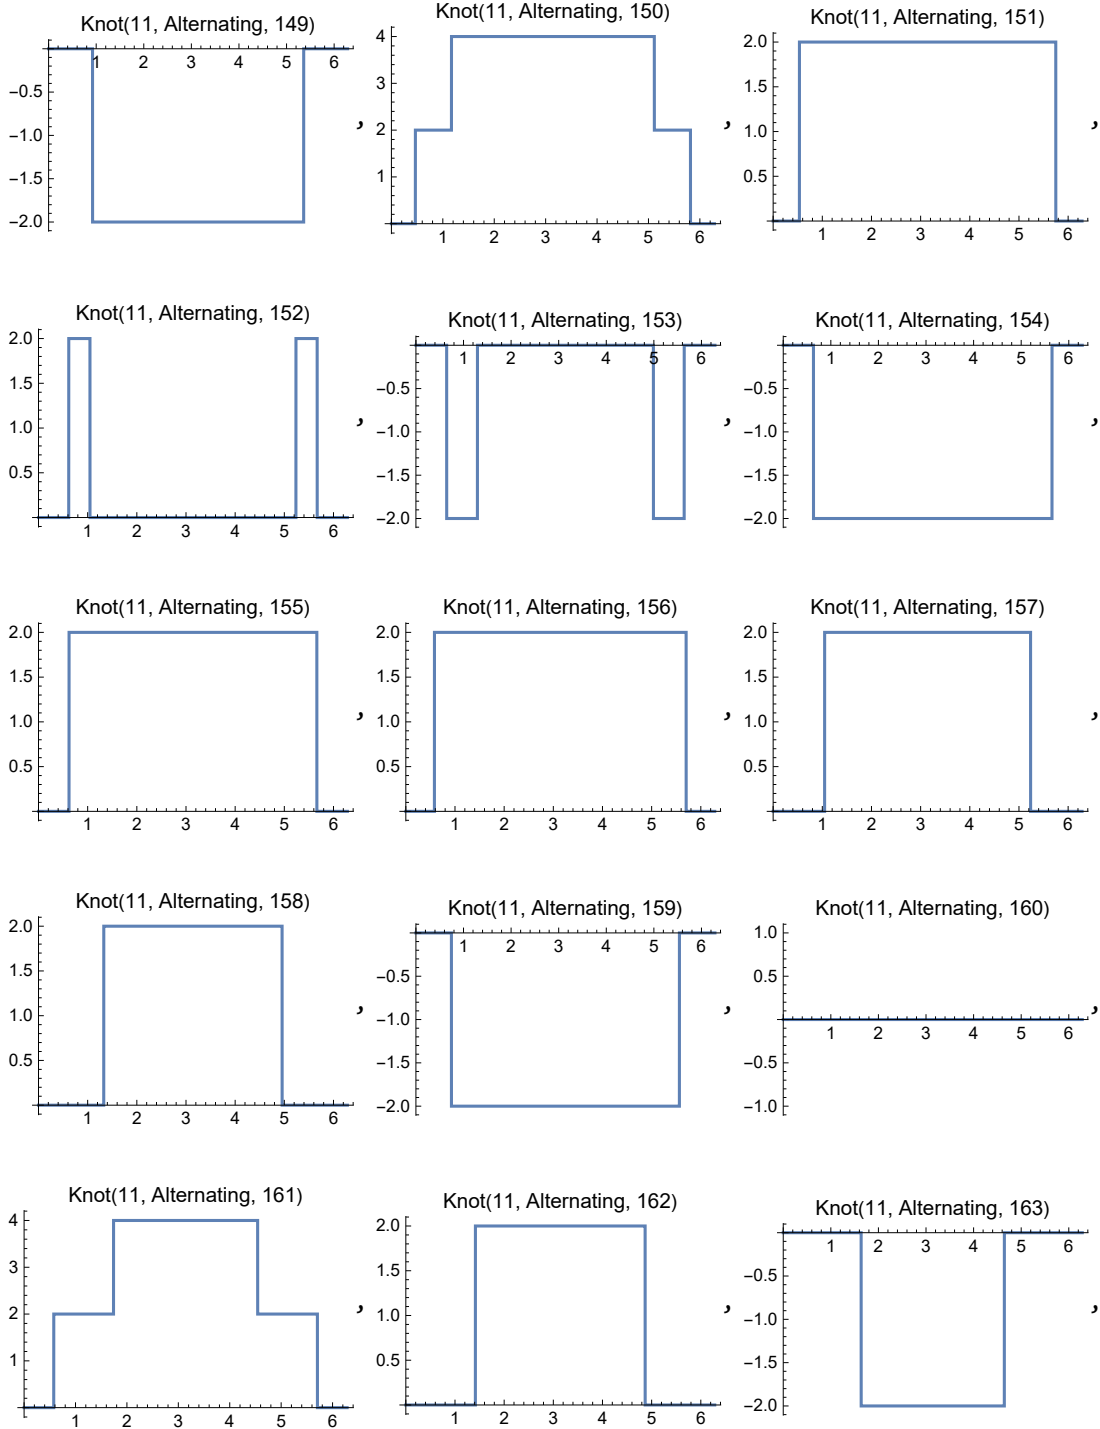 Knot(11, Alternating, 149)
1 2 3 4 5 6
−0.5
−1.0
−1.5
−2.0
,
Knot(11, Alternating, 150)
4
3
2
1
1 2 3 4 5 6
,
Knot(11, Alternating, 151)
2.0
1.5
1.0
0.5
1 2 3 4 5 6
,
Knot(11, Alternating, 152)
2.0
1.5
1.0
0.5
1 2 3 4 5 6
,
Knot(11, Alternating, 153)
1 2 3 4 5 6
−0.5
−1.0
−1.5
−2.0
,
Knot(11, Alternating, 154)
1 2 3 4 5 6
−0.5
−1.0
−1.5
−2.0
,
Knot(11, Alternating, 155)
2.0
1.5
1.0
0.5
1 2 3 4 5 6
,
Knot(11, Alternating, 156)
2.0
1.5
1.0
0.5
1 2 3 4 5 6
,
Knot(11, Alternating, 157)
2.0
1.5
1.0
0.5
1 2 3 4 5 6
,
Knot(11, Alternating, 158)
2.0
1.5
1.0
0.5
1 2 3 4 5 6
,
Knot(11, Alternating, 159)
1 2 3 4 5 6
−0.5
−1.0
−1.5
−2.0
,
Knot(11, Alternating, 160)
1.0
0.5
1 2 3 4 5 6
−0.5
−1.0
,
Knot(11, Alternating, 161)
4
3
2
1
1 2 3 4 5 6
,
Knot(11, Alternating, 162)
2.0
1.5
1.0
0.5
1 2 3 4 5 6
,
Knot(11, Alternating, 163)
1 2 3 4 5 6
−0.5
−1.0
−1.5
−2.0
,